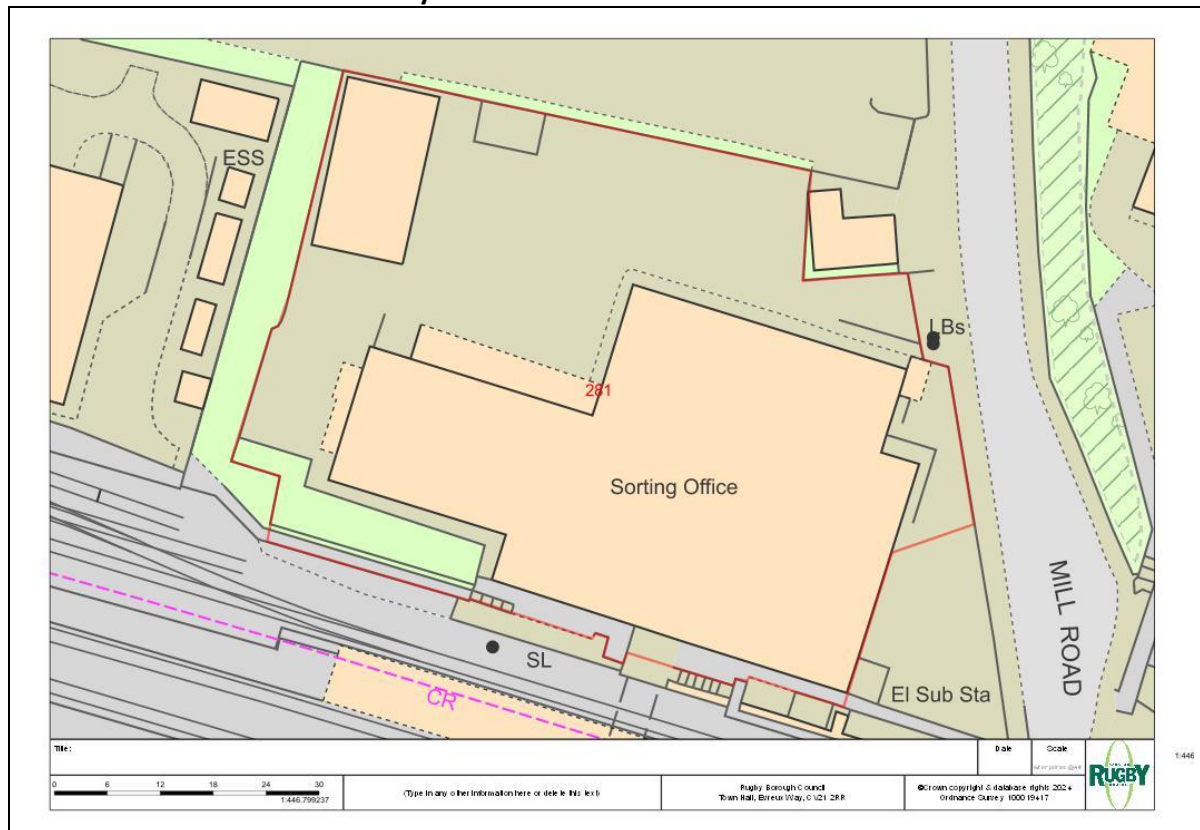 ESS
LBs
281
Sorting Office
MILL ROAD
SL
El Sub Sta
CR
Title:
Date
Scale
0 6 12 18 24 30
1:446.799237
(Type in any other information here or delete this text)
Rugby Borough Council
Town Hall, Evreux Way, CV21 2RR
©Crown copyright & database rights 2024
Ordnance Survey 100019417
RUGBY
1:446